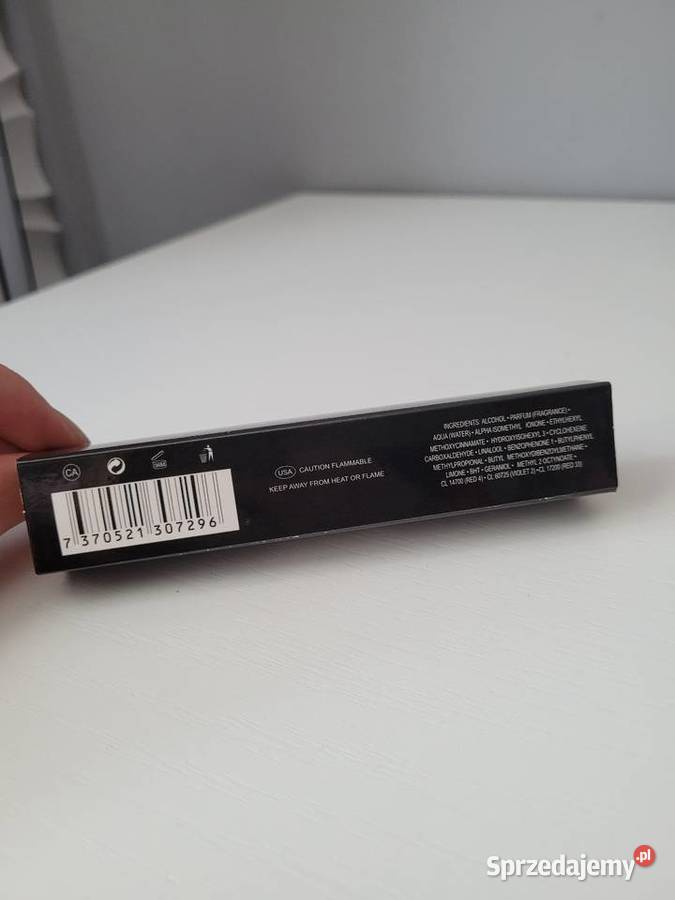 CA
36M
7 370521 307296
USA CAUTION FLAMMABLE
KEEP AWAY FROM HEAT OR FLAME
INGREDIENTS: ALCOHOL • PARFUM (FRAGRANCE) •
AQUA (WATER) • ALPHA ISOMETHYL IONONE • ETHYLHEXYL
METHOXYCINNAMATE • HYDROXYISOHEXYL 3 • CYCLOHEXENE
CARBOXALDEHYDE • LINALOOL • BENZOPHENONE 1 • BUTYLPHENYL
METHYLPROPIONAL • BUTYL METHOXYDIBENZOYLMETHANE •
LIMONE • BHT • GERANIOL • METHYL 2-OCTYNOATE •
CL 14700 (RED 4) • CL 60725 (VIOLET 2) • CL 17200 (RED 33)
Sprzedajemy.pl